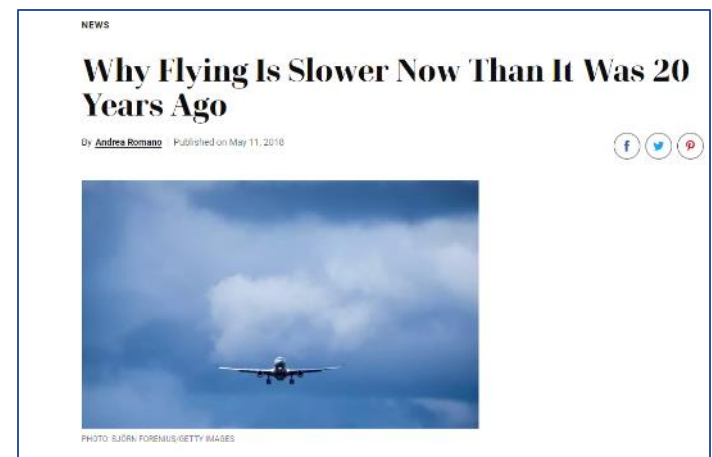 NEWS
Why Flying Is Slower Now Than It Was 20
Years Ago
By Andrea Romano | Published on May 11, 2018
PHOTO: BJÖRN FORENIUS/GETTY IMAGES